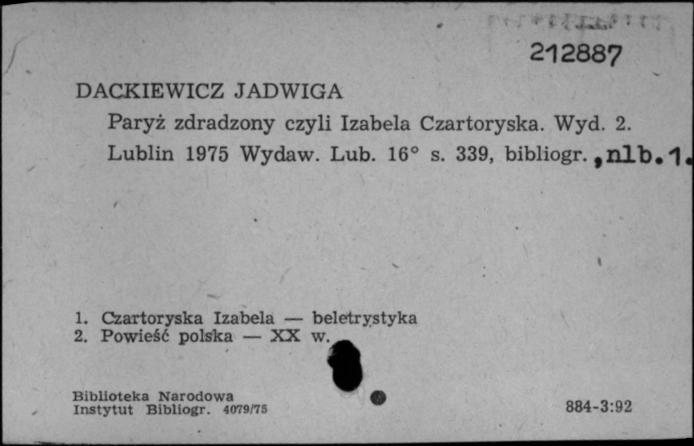 212887
DACKIEWICZ JADWIGA
Paryż zdradzony czyli Izabela Czartoryska. Wyd. 2.
Lublin 1975 Wydaw. Lub. 16° s. 339, bibliogr. ,nlb.1.
1. Czartoryska Izabela — beletrystyka
2. Powieść polska — XX w.
Biblioteka Narodowa
Instytut Bibliogr. 4079/75
884-3:92